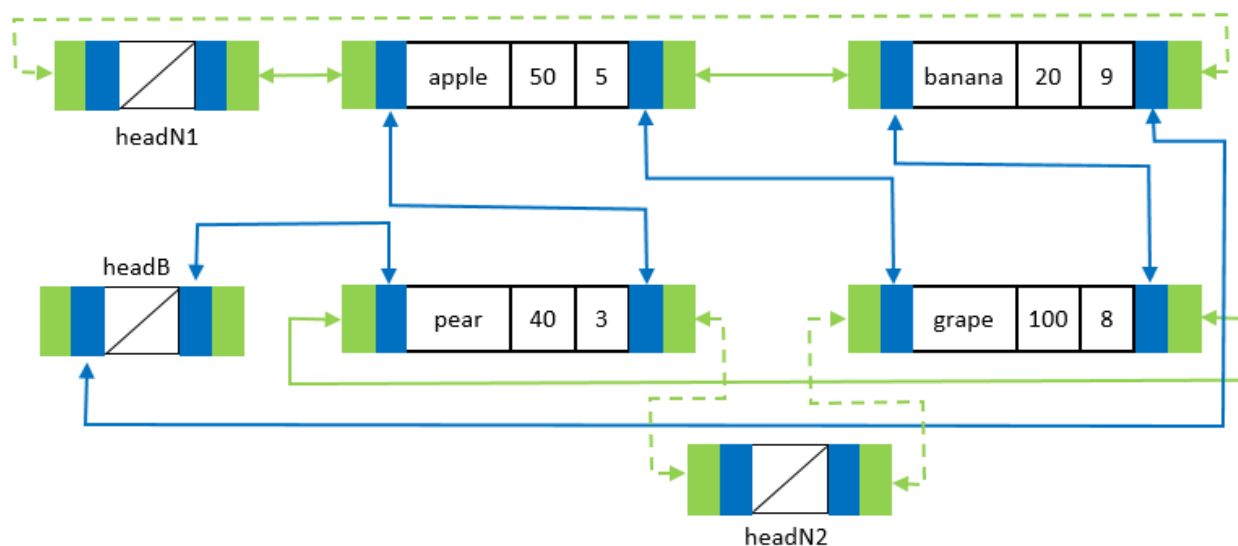 apple 50 5
banana 20 9
headN1
headB
pear 40 3
grape 100 8
headN2